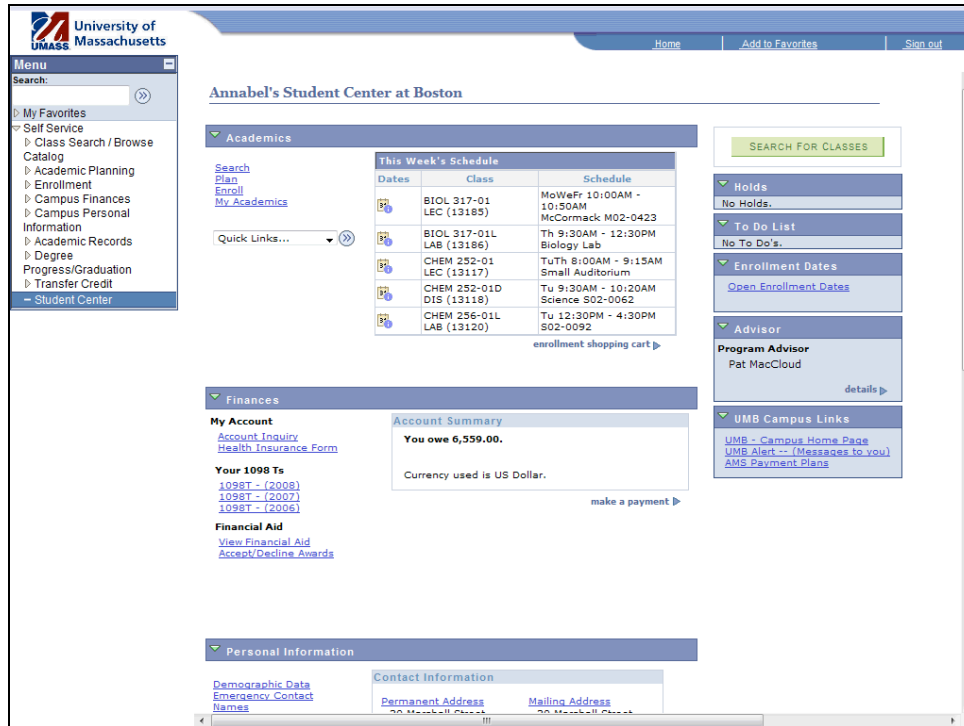 University of
Massachusetts
UMASS
Home
Add to Favorites
Sign out
Menu
Search:
My Favorites
Self Service
Class Search / Browse
Catalog
Academic Planning
Enrollment
Campus Finances
Campus Personal
Information
Academic Records
Degree
Progress/Graduation
Transfer Credit
Student Center
Annabel's Student Center at Boston
Academics
Search
Plan
Enroll
My Academics
Quick Links...
This Week's Schedule
Dates Class Schedule
BIOL 317-01
LEC (13185)
MoWeFr 10:00AM -
10:50AM
McCormack M02-0423
BIOL 317-01L
LAB (13186)
Th 9:30AM - 12:30PM
Biology Lab
CHEM 252-01
LEC (13117)
TuTh 8:00AM - 9:15AM
Small Auditorium
CHEM 252-01D
DIS (13118)
Tu 9:30AM - 10:20AM
Science S02-0062
CHEM 256-01L
LAB (13120)
Tu 12:30PM - 4:30PM
S02-0092
enrollment shopping cart
Finances
My Account
Account Inquiry
Health Insurance Form
Your 1098 Ts
1098T - (2008)
1098T - (2007)
1098T - (2006)
Financial Aid
View Financial Aid
Accept/Decline Awards
Account Summary
You owe 6,559.00.
Currency used is US Dollar.
make a payment
Personal Information
Demographic Data
Emergency Contact
Names
Contact Information
Permanent Address
Mailing Address
SEARCH FOR CLASSES
Holds
No Holds.
To Do List
No To Do's.
Enrollment Dates
Open Enrollment Dates
Advisor
Program Advisor
Pat MacCloud
details
UMB Campus Links
UMB - Campus Home Page
UMB Alert -- (Messages to you)
AMS Payment Plans